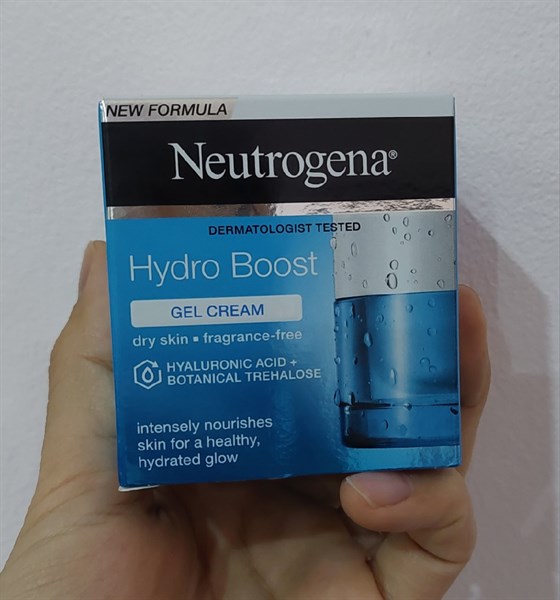 NEW FORMULA
Neutrogena®
DERMATOLOGIST TESTED
Hydro Boost
GEL CREAM
dry skin ▪ fragrance-free
HYALURONIC ACID +
BOTANICAL TREHALOSE
intensely nourishes
skin for a healthy,
hydrated glow